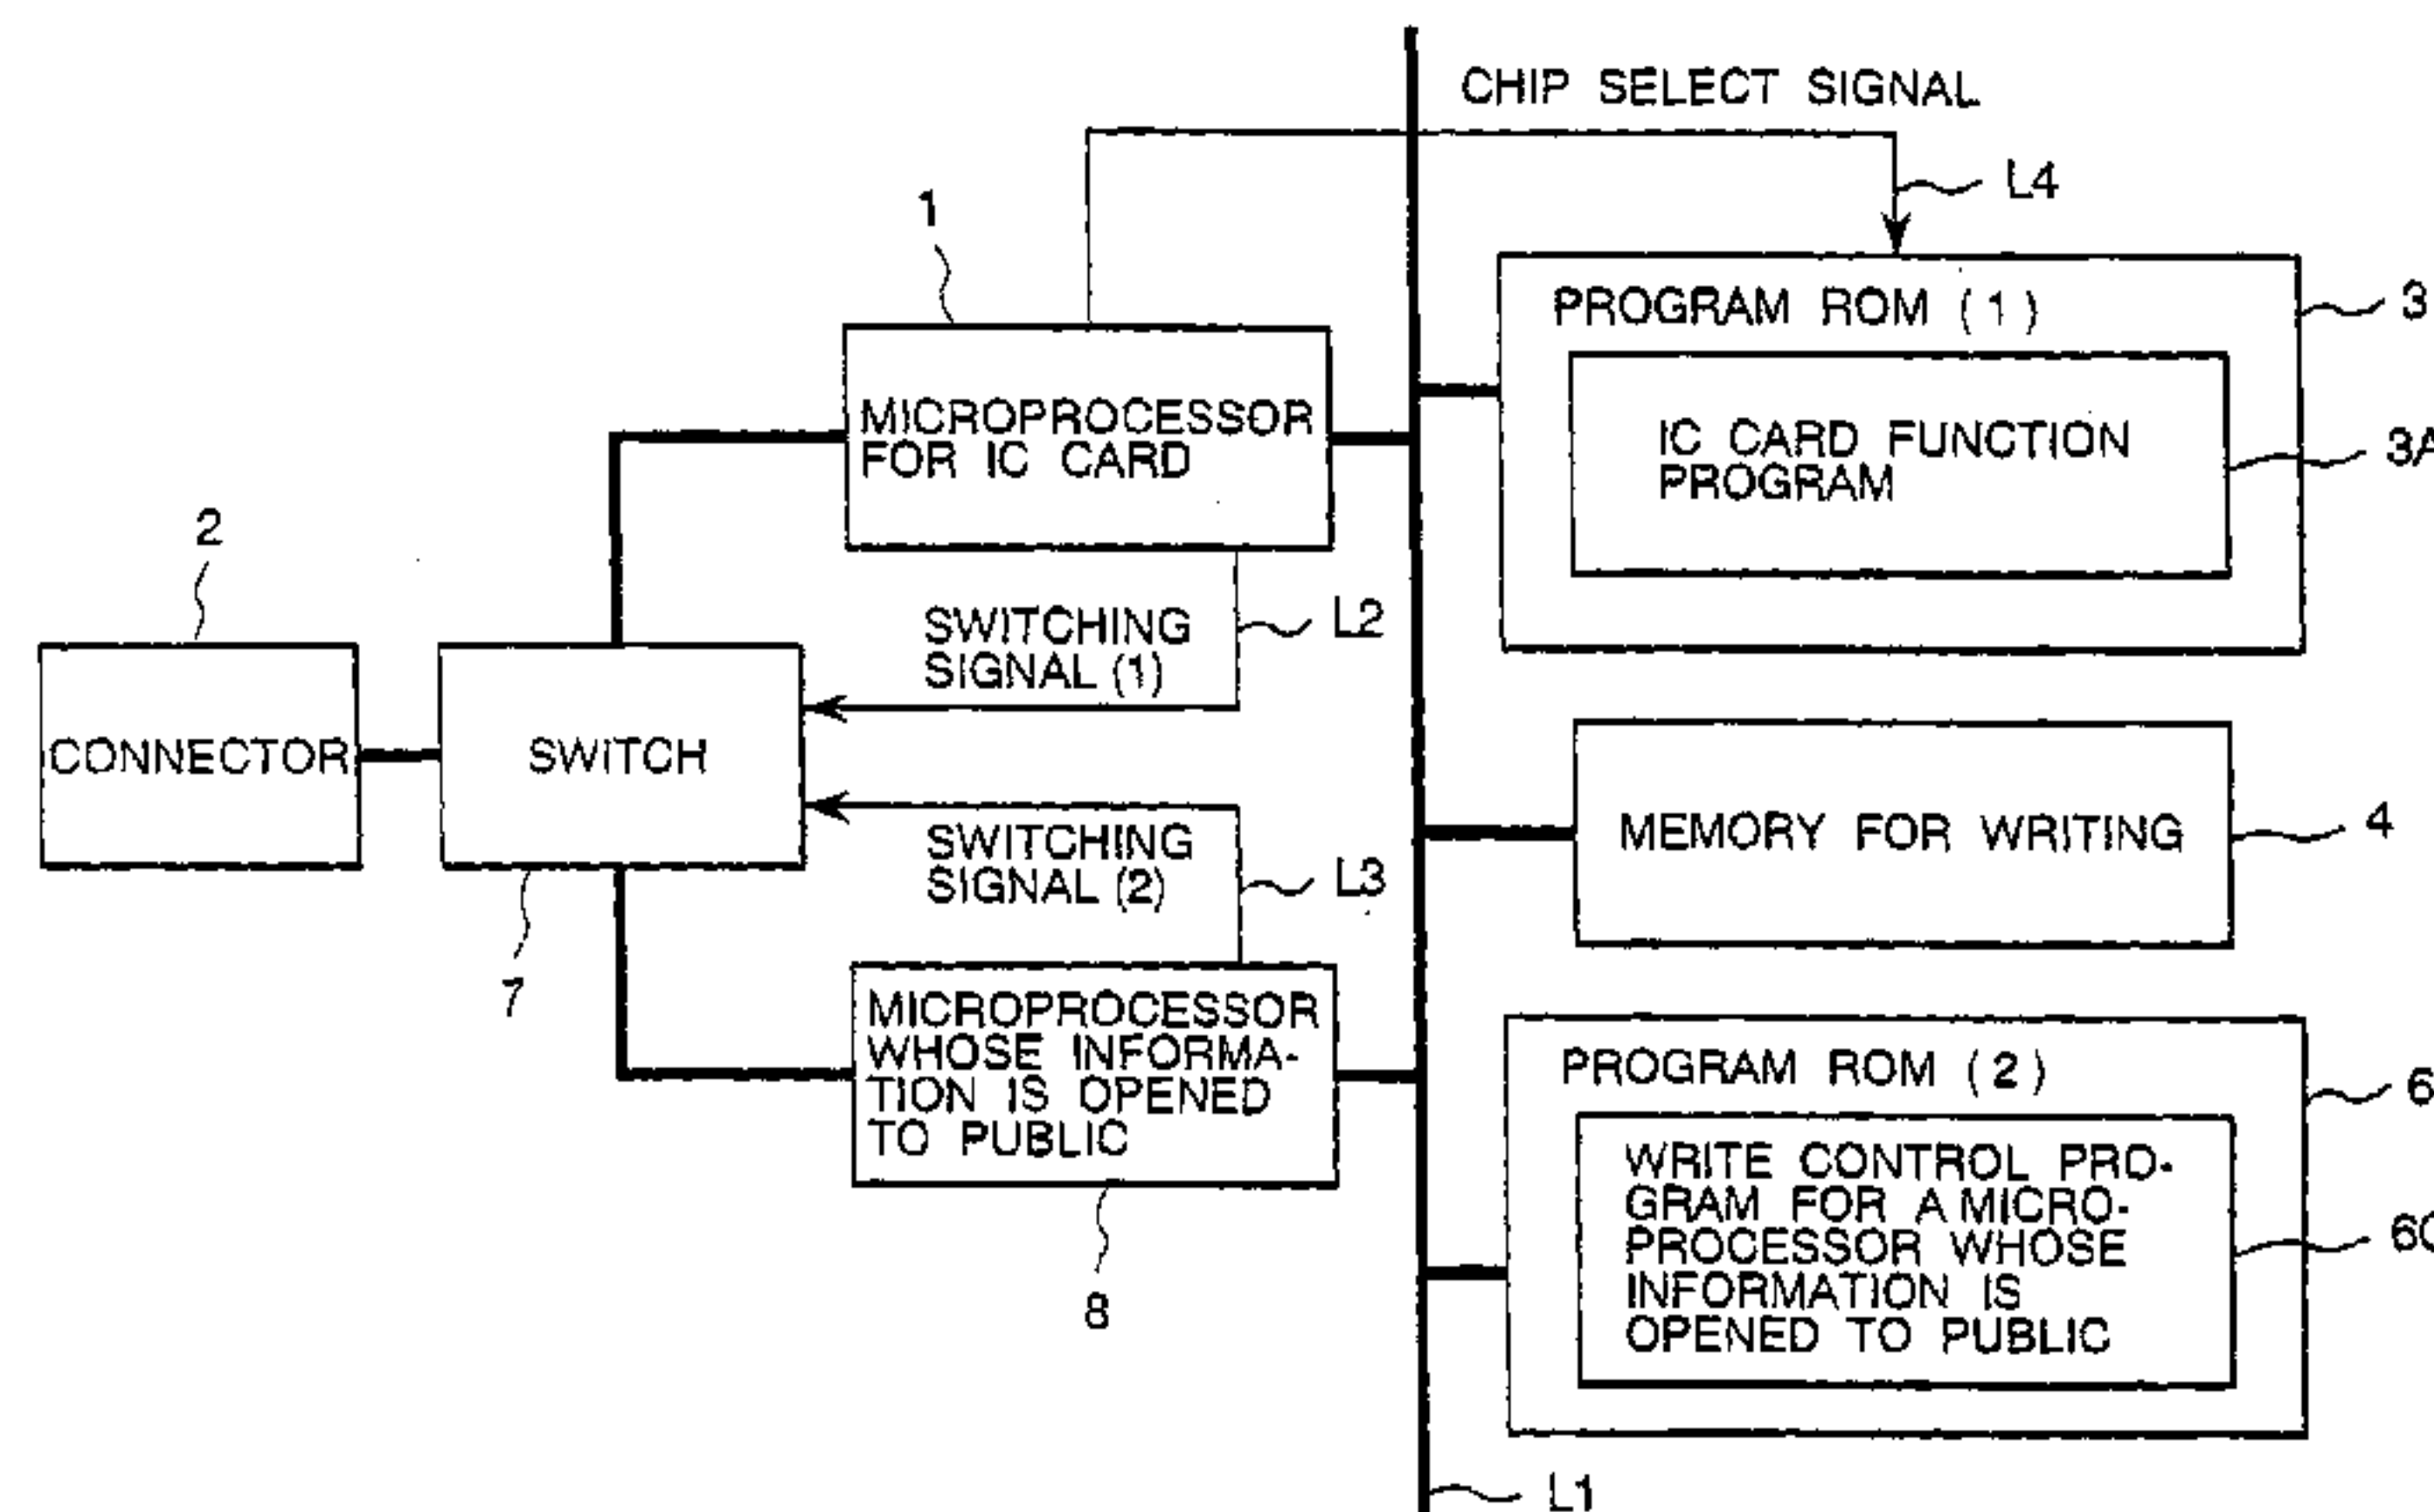 CHIP SELECT SIGNAL
L4
1
PROGRAM ROM (1)
3
MICROPROCESSOR
FOR IC CARD
IC CARD FUNCTION
PROGRAM
3A
2
SWITCHING
SIGNAL (1)
L2
CONNECTOR
SWITCH
MEMORY FOR WRITING
4
SWITCHING
SIGNAL (2)
L3
7
MICROPROCESSOR
WHOSE INFORMA-
TION IS OPENED
TO PUBLIC
8
PROGRAM ROM (2)
6
WRITE CONTROL PRO-
GRAM FOR A MICRO-
PROCESSOR WHOSE
INFORMATION IS
OPENED TO PUBLIC
L1